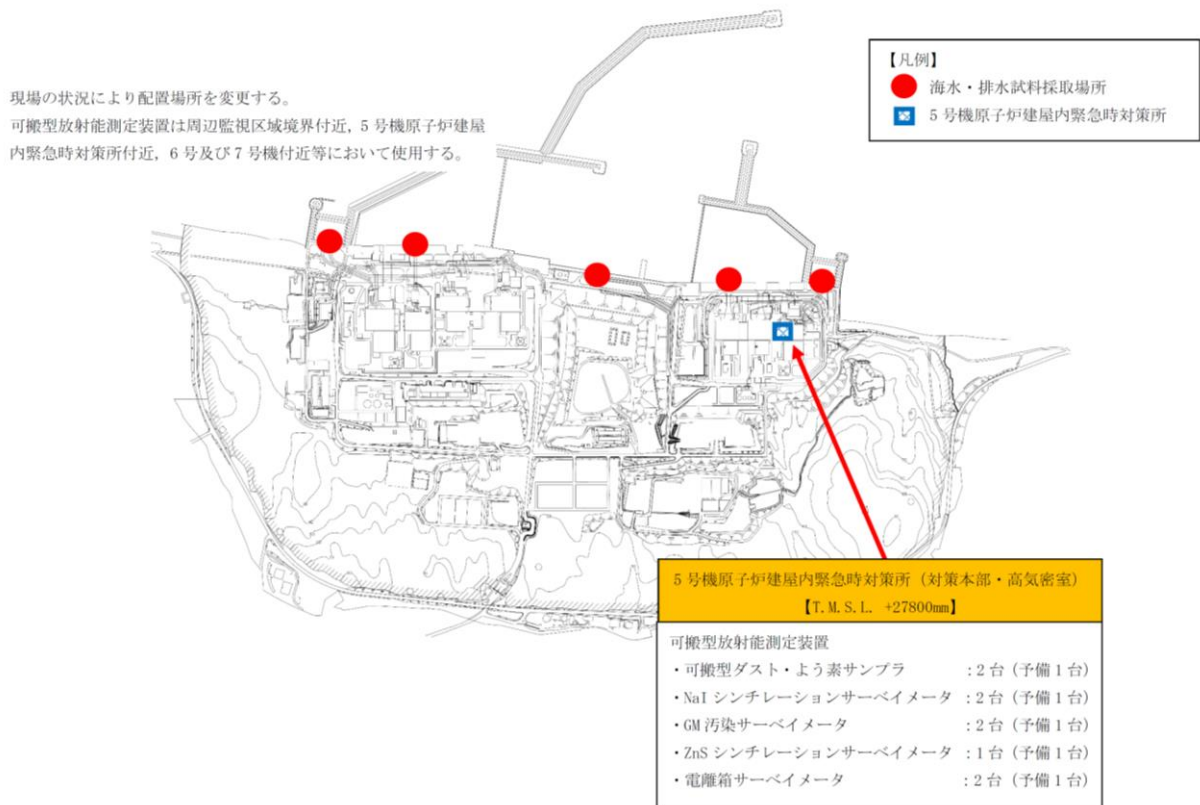 現場の状況により配置場所を変更する。
可搬型放射能測定装置は周辺監視区域境界付近，5号機原子炉建屋
内緊急時対策所付近，6号及び7号機付近等において使用する。
【凡例】
海水・排水試料採取場所
5号機原子炉建屋内緊急時対策所
5号機原子炉建屋内緊急時対策所（対策本部・高気密室）
【T.M.S.L. +27800mm】
可搬型放射能測定装置
・可搬型ダスト・よう素サンプラ ：2台（予備1台）
・NaIシンチレーションサーベイメータ ：2台（予備1台）
・GM汚染サーベイメータ ：2台（予備1台）
・ZnSシンチレーションサーベイメータ ：1台（予備1台）
・電離箱サーベイメータ ：2台（予備1台）